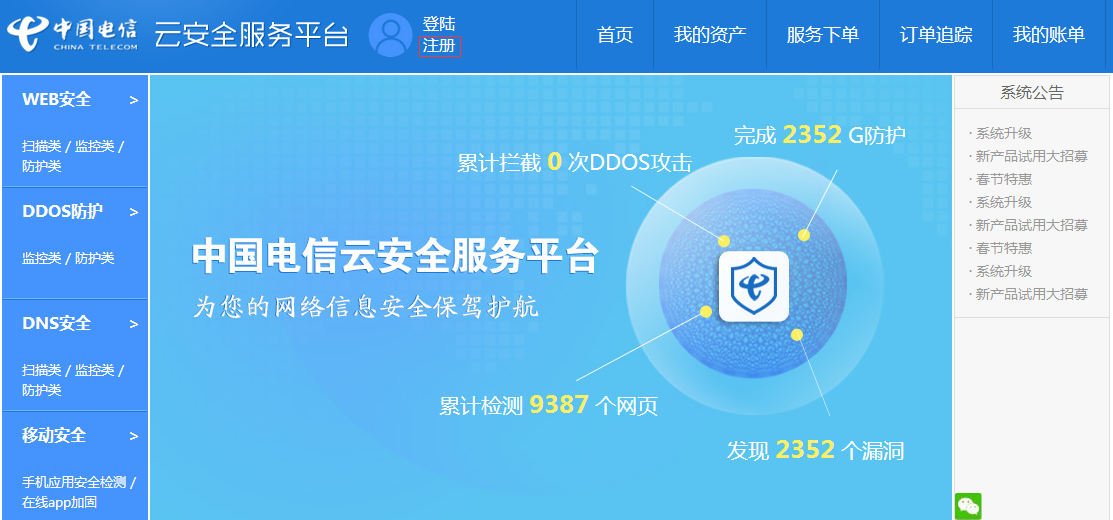 中国电信
CHINA TELECOM
云安全服务平台
登陆
注册
首页
我的资产
服务下单
订单追踪
我的账单
WEB安全 >
扫描类 / 监控类 /
防护类
DDOS防护 >
监控类 / 防护类
DNS安全 >
扫描类 / 监控类 /
防护类
移动安全 >
手机应用安全检测 /
在线app加固
完成 2352 G防护
累计拦截 0 次DDOS攻击
中国电信云安全服务平台
为您的网络信息安全保驾护航
累计检测 9387 个网页
发现 2352 个漏洞
系统公告
· 系统升级
· 新产品试用大招募
· 春节特惠
· 系统升级
· 新产品试用大招募
· 春节特惠
· 系统升级
· 新产品试用大招募